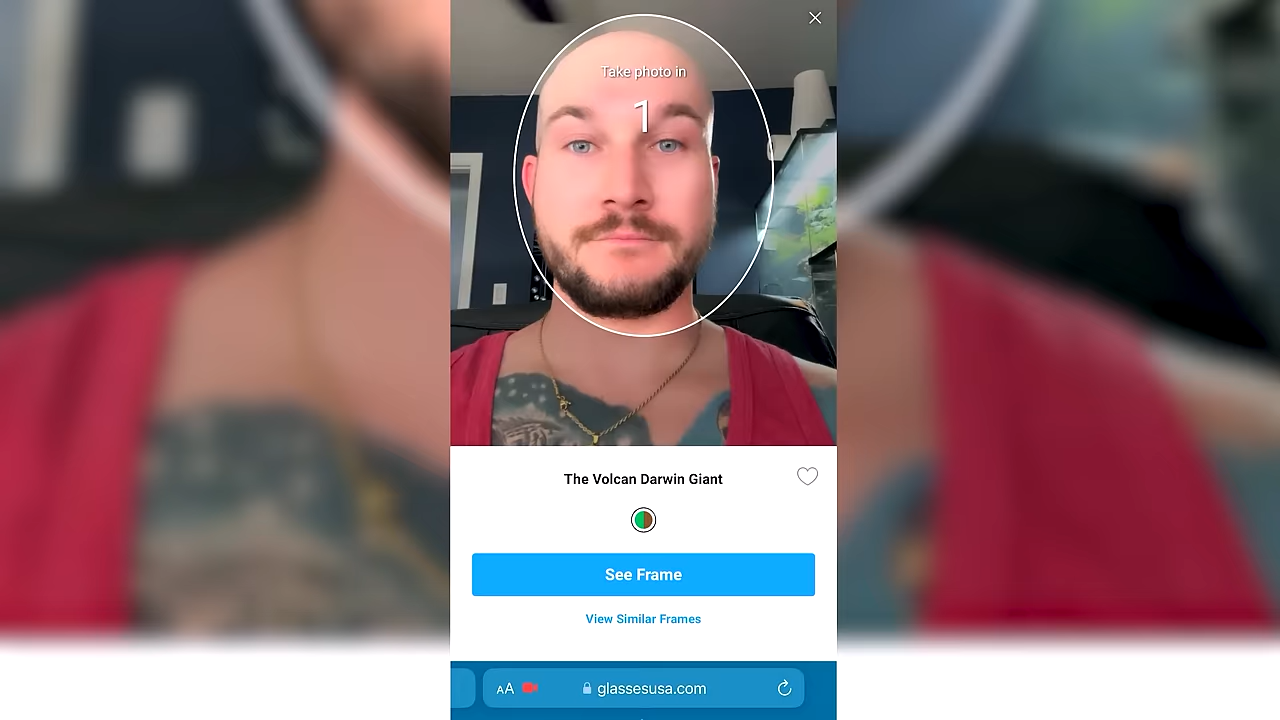 Take photo in
1
The Volcan Darwin Giant
See Frame
View Similar Frames
AA
glassesusa.com